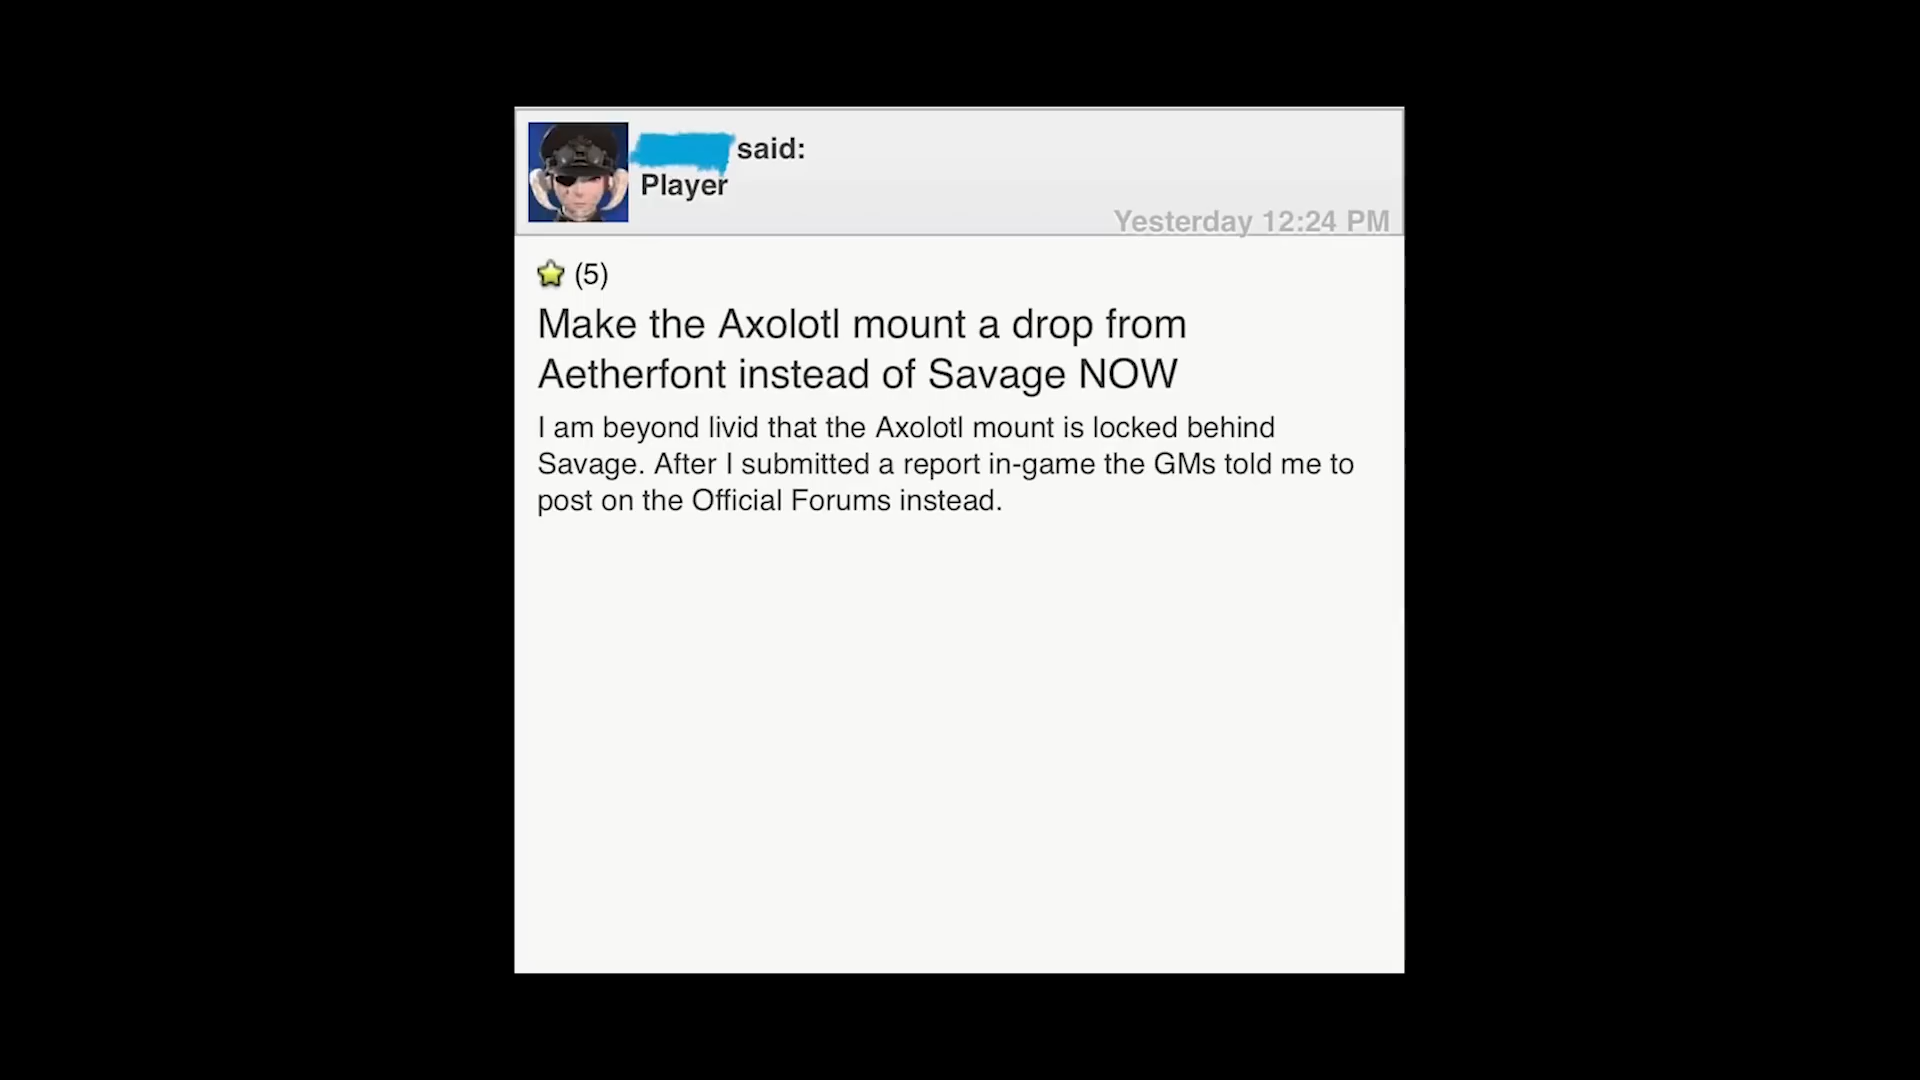 said:
Player
Yesterday 12:24 PM
(5)
Make the Axolotl mount a drop from
Aetherfont instead of Savage NOW
I am beyond livid that the Axolotl mount is locked behind
Savage. After I submitted a report in-game the GMs told me to
post on the Official Forums instead.